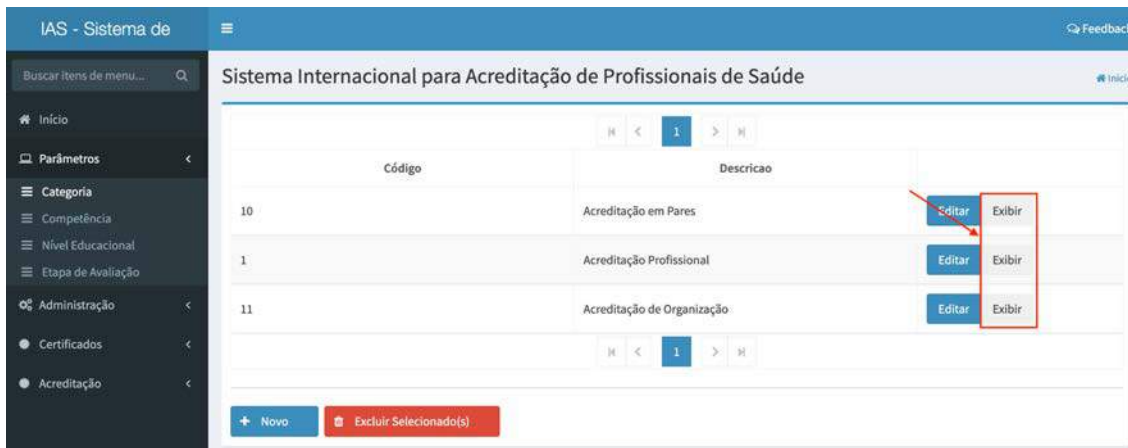 IAS - Sistema de
Feedback
Buscar itens de menu...
Sistema Internacional para Acreditação de Profissionais de Saúde
Início
Início
Parâmetros
Categoria
Competência
Nível Educacional
Etapa de Avaliação
Administração
Certificados
Acreditação
1
Código Descricao
10 Acreditação em Pares Editar Exibir
1 Acreditação Profissional Editar Exibir
11 Acreditação de Organização Editar Exibir
1
+ Novo Excluir Selecionado(s)